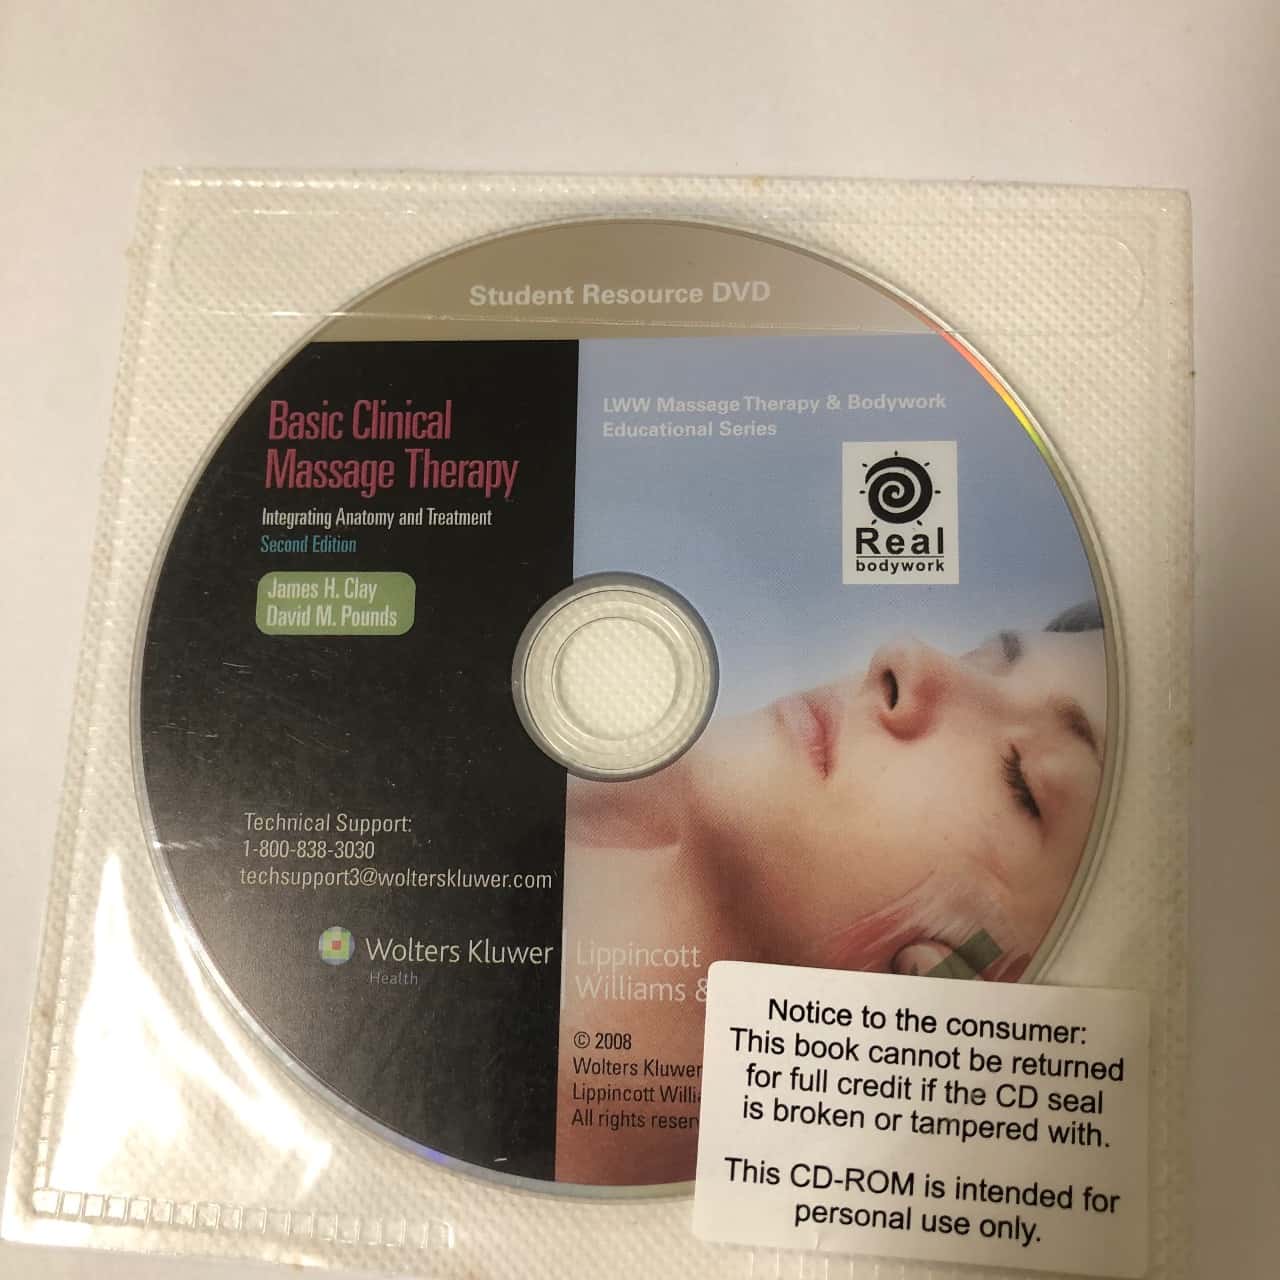 Student Resource DVD
Basic Clinical
Massage Therapy
Integrating Anatomy and Treatment
Second Edition
James H. Clay
David M. Pounds
LWW Massage Therapy & Bodywork
Educational Series
Real
bodywork
Technical Support:
1-800-838-3030
techsupport3@wolterskluwer.com
Wolters Kluwer
Health
Lippincott
Williams &
© 2008
Wolters Kluwer
Lippincott Willi
All rights reser
Notice to the consumer:
This book cannot be returned
for full credit if the CD seal
is broken or tampered with.
This CD-ROM is intended for
personal use only.